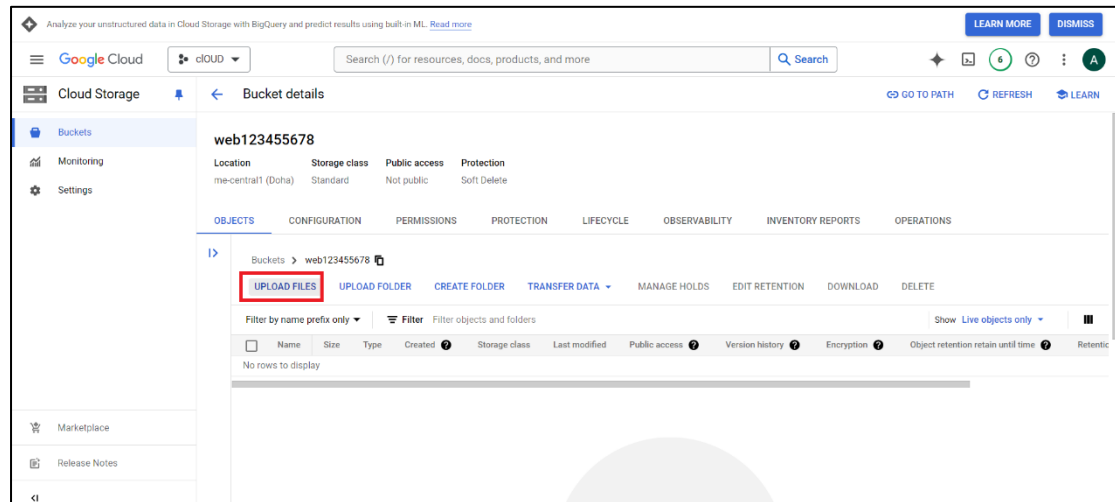 Analyze your unstructured data in Cloud Storage with BigQuery and predict results using built-in ML. Read more
LEARN MORE
DISMISS
Google Cloud
clOUD
Search (/) for resources, docs, products, and more
Search
6
A
Cloud Storage
Bucket details
GO TO PATH
REFRESH
LEARN
Buckets
Monitoring
Settings
web123455678
Location Storage class Public access Protection
me-central1 (Doha) Standard Not public Soft Delete
OBJECTS CONFIGURATION PERMISSIONS PROTECTION LIFECYCLE OBSERVABILITY INVENTORY REPORTS OPERATIONS
Buckets > web123455678
UPLOAD FILES UPLOAD FOLDER CREATE FOLDER TRANSFER DATA MANAGE HOLDS EDIT RETENTION DOWNLOAD DELETE
Filter by name prefix only Filter Filter objects and folders Show Live objects only
Name Size Type Created Storage class Last modified Public access Version history Encryption Object retention retain until time Retentic
No rows to display
Marketplace
Release Notes